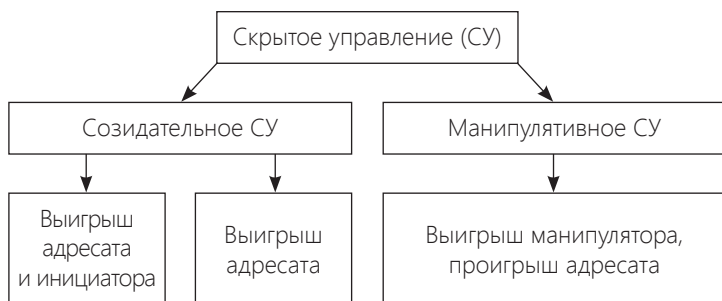 Скрытое управление (СУ)
Созидательное СУ
Манипулятивное СУ
Выигрыш
адресата
и инициатора
Выигрыш
адресата
Выигрыш манипулятора,
проигрыш адресата